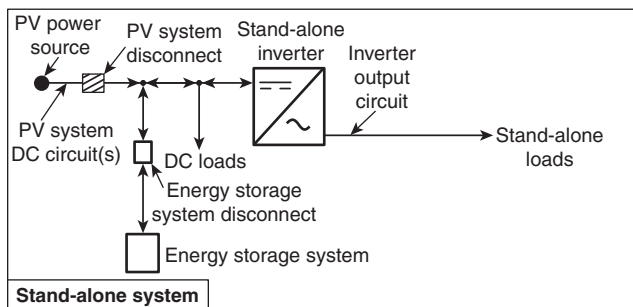 PV power
source
PV system
disconnect
Stand-alone
inverter
Inverter
output
circuit
PV system
DC circuit(s)
DC loads
Stand-alone
loads
Energy storage
system disconnect
Energy storage system
Stand-alone system